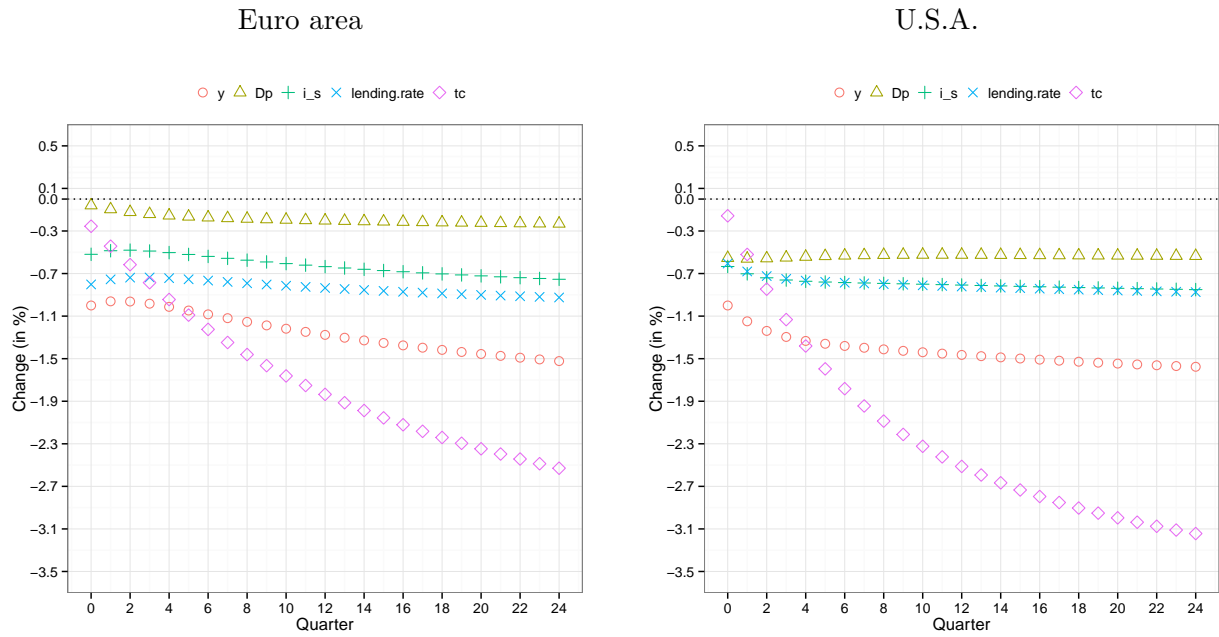 Euro area
U.S.A.
y Dp i_s lending.rate tc
y Dp i_s lending.rate tc
0.5
0.1
0.0
−0.3
−0.7
−1.1
−1.5
−1.9
−2.3
−2.7
−3.1
−3.5
Change (in %)
0 2 4 6 8 10 12 14 16 18 20 22 24
Quarter
0.5
0.1
0.0
−0.3
−0.7
−1.1
−1.5
−1.9
−2.3
−2.7
−3.1
−3.5
Change (in %)
0 2 4 6 8 10 12 14 16 18 20 22 24
Quarter